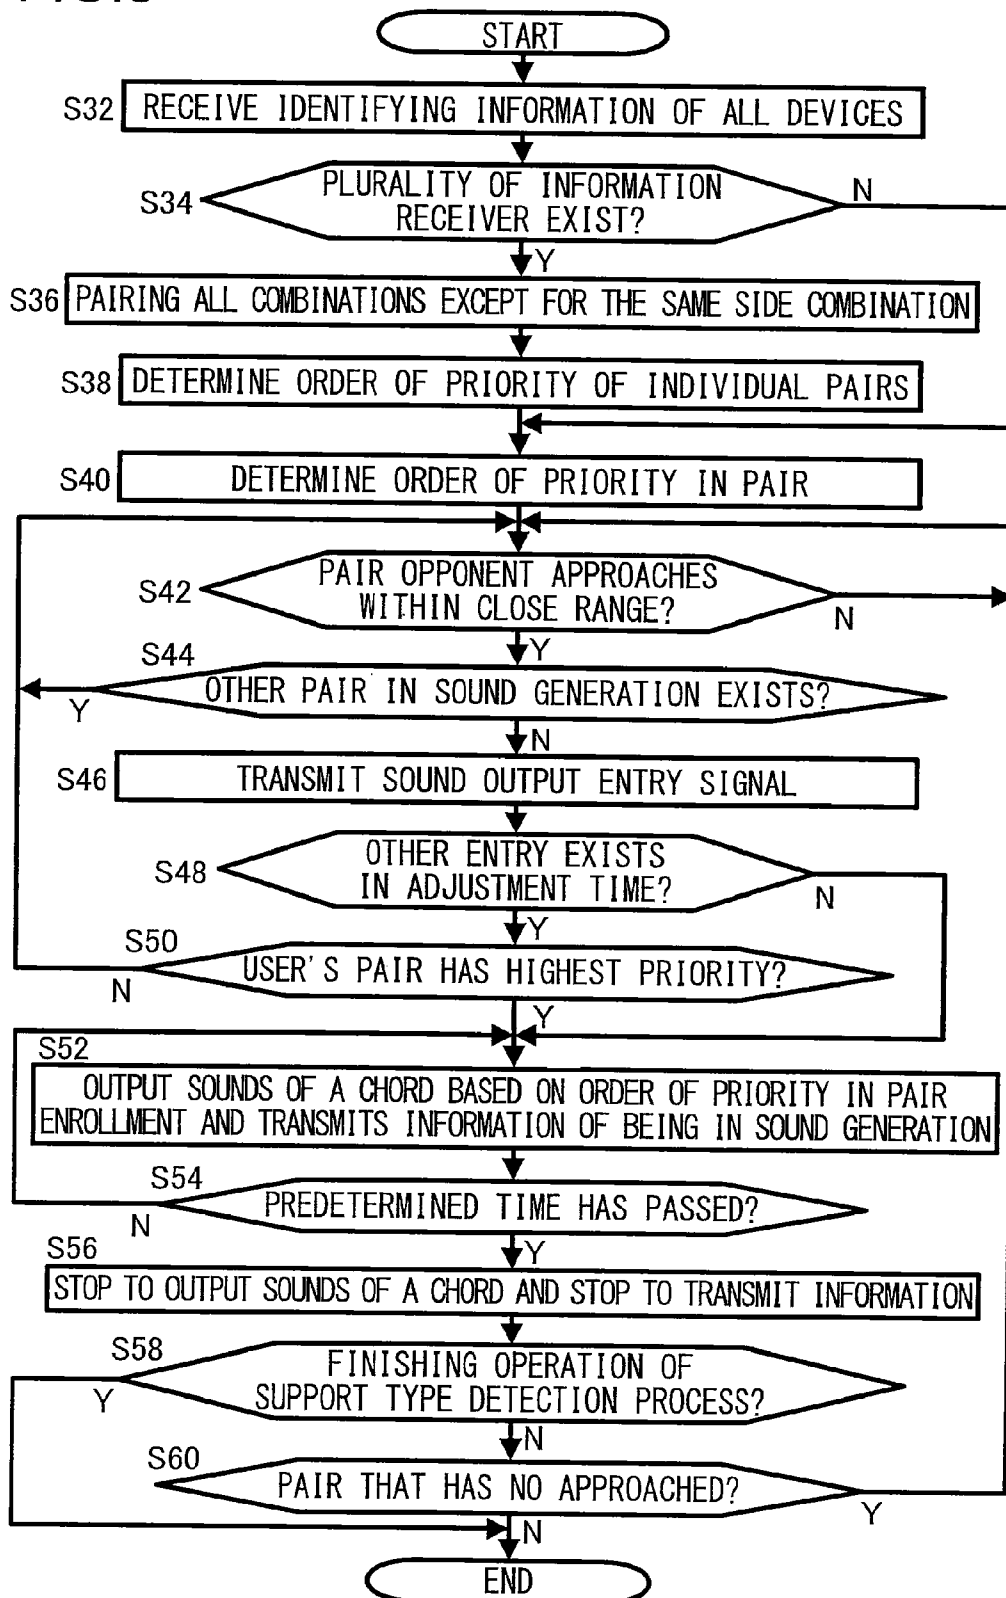 START
S32
RECEIVE IDENTIFYING INFORMATION OF ALL DEVICES
S34
PLURALITY OF INFORMATION
RECEIVER EXIST?
N
Y
S36
PAIRING ALL COMBINATIONS EXCEPT FOR THE SAME SIDE COMBINATION
S38
DETERMINE ORDER OF PRIORITY OF INDIVIDUAL PAIRS
S40
DETERMINE ORDER OF PRIORITY IN PAIR
S42
PAIR OPPONENT APPROACHES
WITHIN CLOSE RANGE?
N
Y
S44
OTHER PAIR IN SOUND GENERATION EXISTS?
Y
N
S46
TRANSMIT SOUND OUTPUT ENTRY SIGNAL
S48
OTHER ENTRY EXISTS
IN ADJUSTMENT TIME?
N
Y
S50
USER'S PAIR HAS HIGHEST PRIORITY?
N
Y
S52
OUTPUT SOUNDS OF A CHORD BASED ON ORDER OF PRIORITY IN PAIR
ENROLLMENT AND TRANSMITS INFORMATION OF BEING IN SOUND GENERATION
S54
PREDETERMINED TIME HAS PASSED?
N
Y
S56
STOP TO OUTPUT SOUNDS OF A CHORD AND STOP TO TRANSMIT INFORMATION
S58
FINISHING OPERATION OF
SUPPORT TYPE DETECTION PROCESS?
Y
N
S60
PAIR THAT HAS NO APPROACHED?
Y
N
END